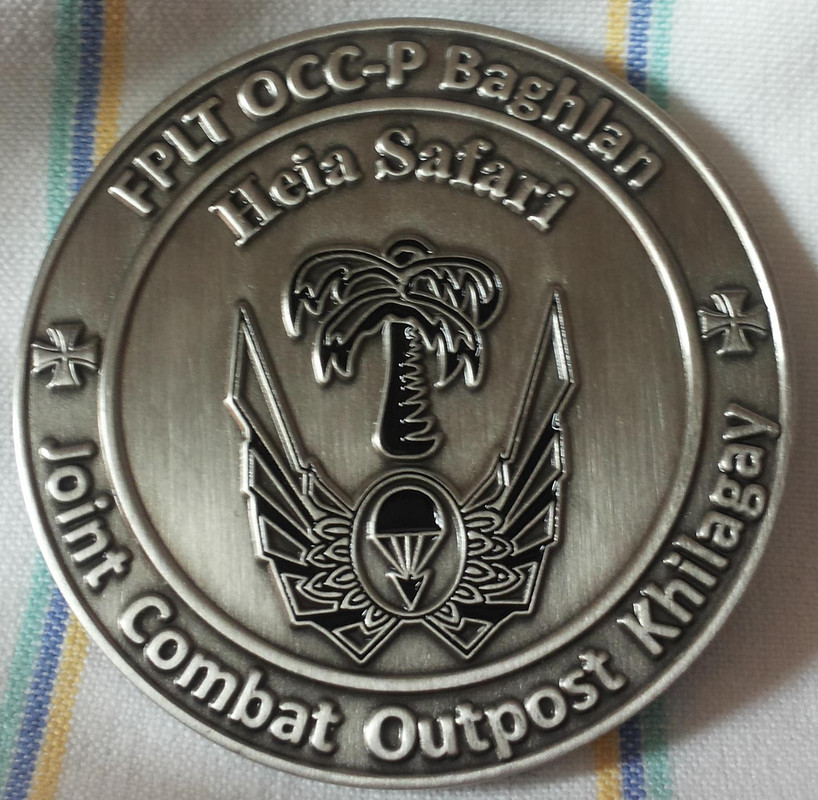 FPLT OCC-P Baghlan
Heia Safari
Joint Combat Outpost Khilagay